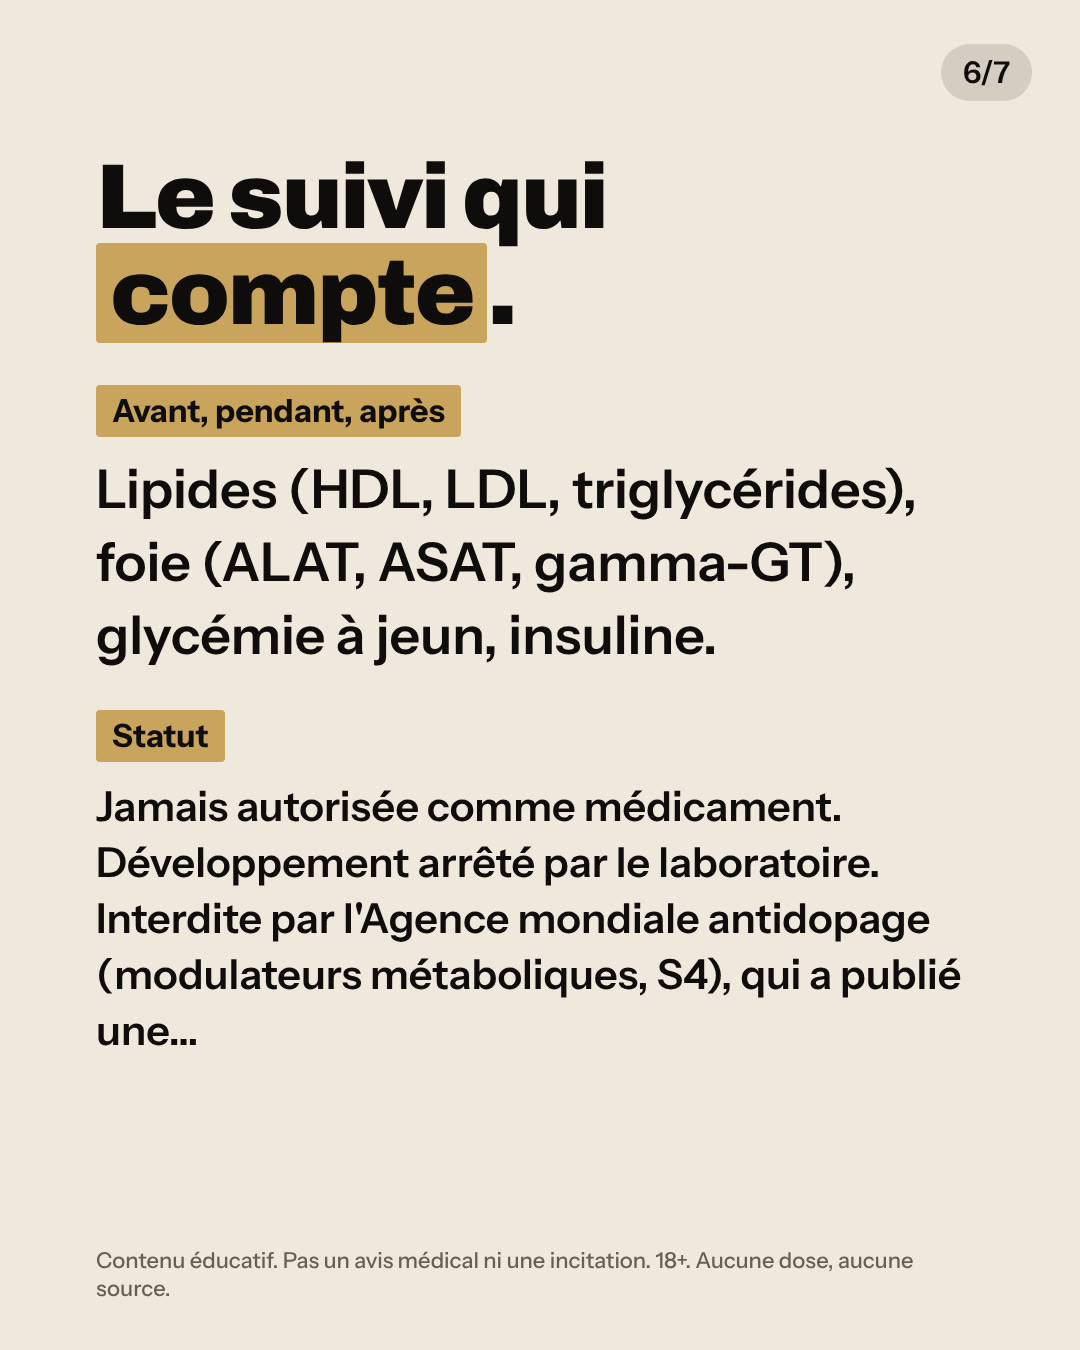 6/7
Le suivi qui
compte.
Avant, pendant, après
Lipides (HDL, LDL, triglycérides),
foie (ALAT, ASAT, gamma-GT),
glycémie à jeun, insuline.
Statut
Jamais autorisée comme médicament.
Développement arrêté par le laboratoire.
Interdite par l'Agence mondiale antidopage
(modulateurs métaboliques, S4), qui a publié
une...
Contenu éducatif. Pas un avis médical ni une incitation. 18+. Aucune dose, aucune
source.